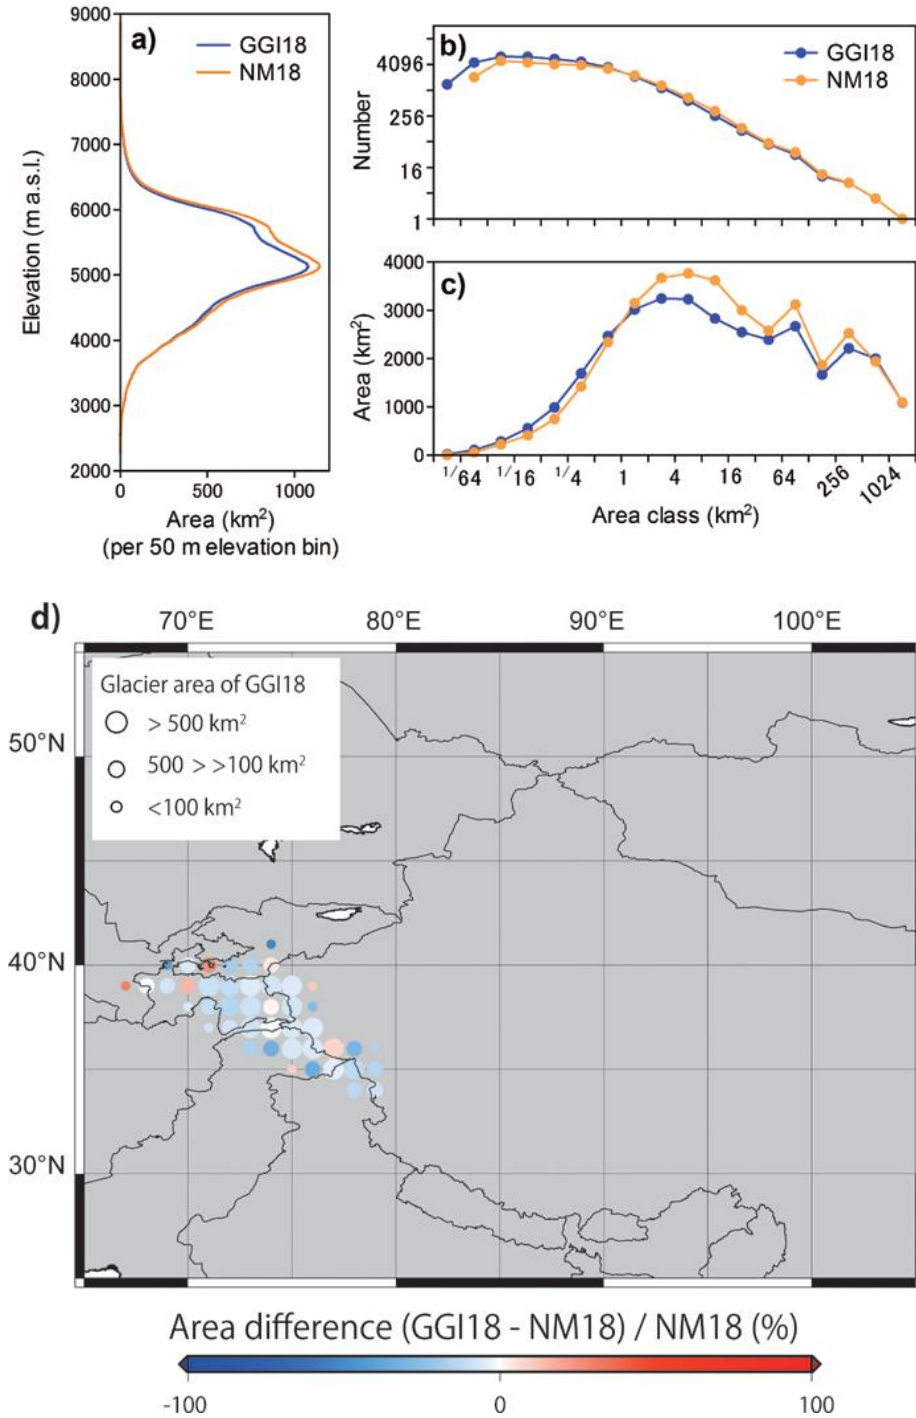 a)
9000
8000
7000
6000
5000
4000
3000
2000
Elevation (m a.s.l.)
GGI18
NM18
0
500
1000
Area (km²)
(per 50 m elevation bin)
b)
4096
256
16
1
Number
GGI18
NM18
c)
4000
3000
2000
1000
0
Area (km²)
1/64
1/16
1/4
1
4
16
64
256
1024
Area class (km²)
d)
70°E
80°E
90°E
100°E
Glacier area of GGI18
> 500 km²
500 > >100 km²
<100 km²
50°N
40°N
30°N
Area difference (GGI18 - NM18) / NM18 (%)
-100
0
100